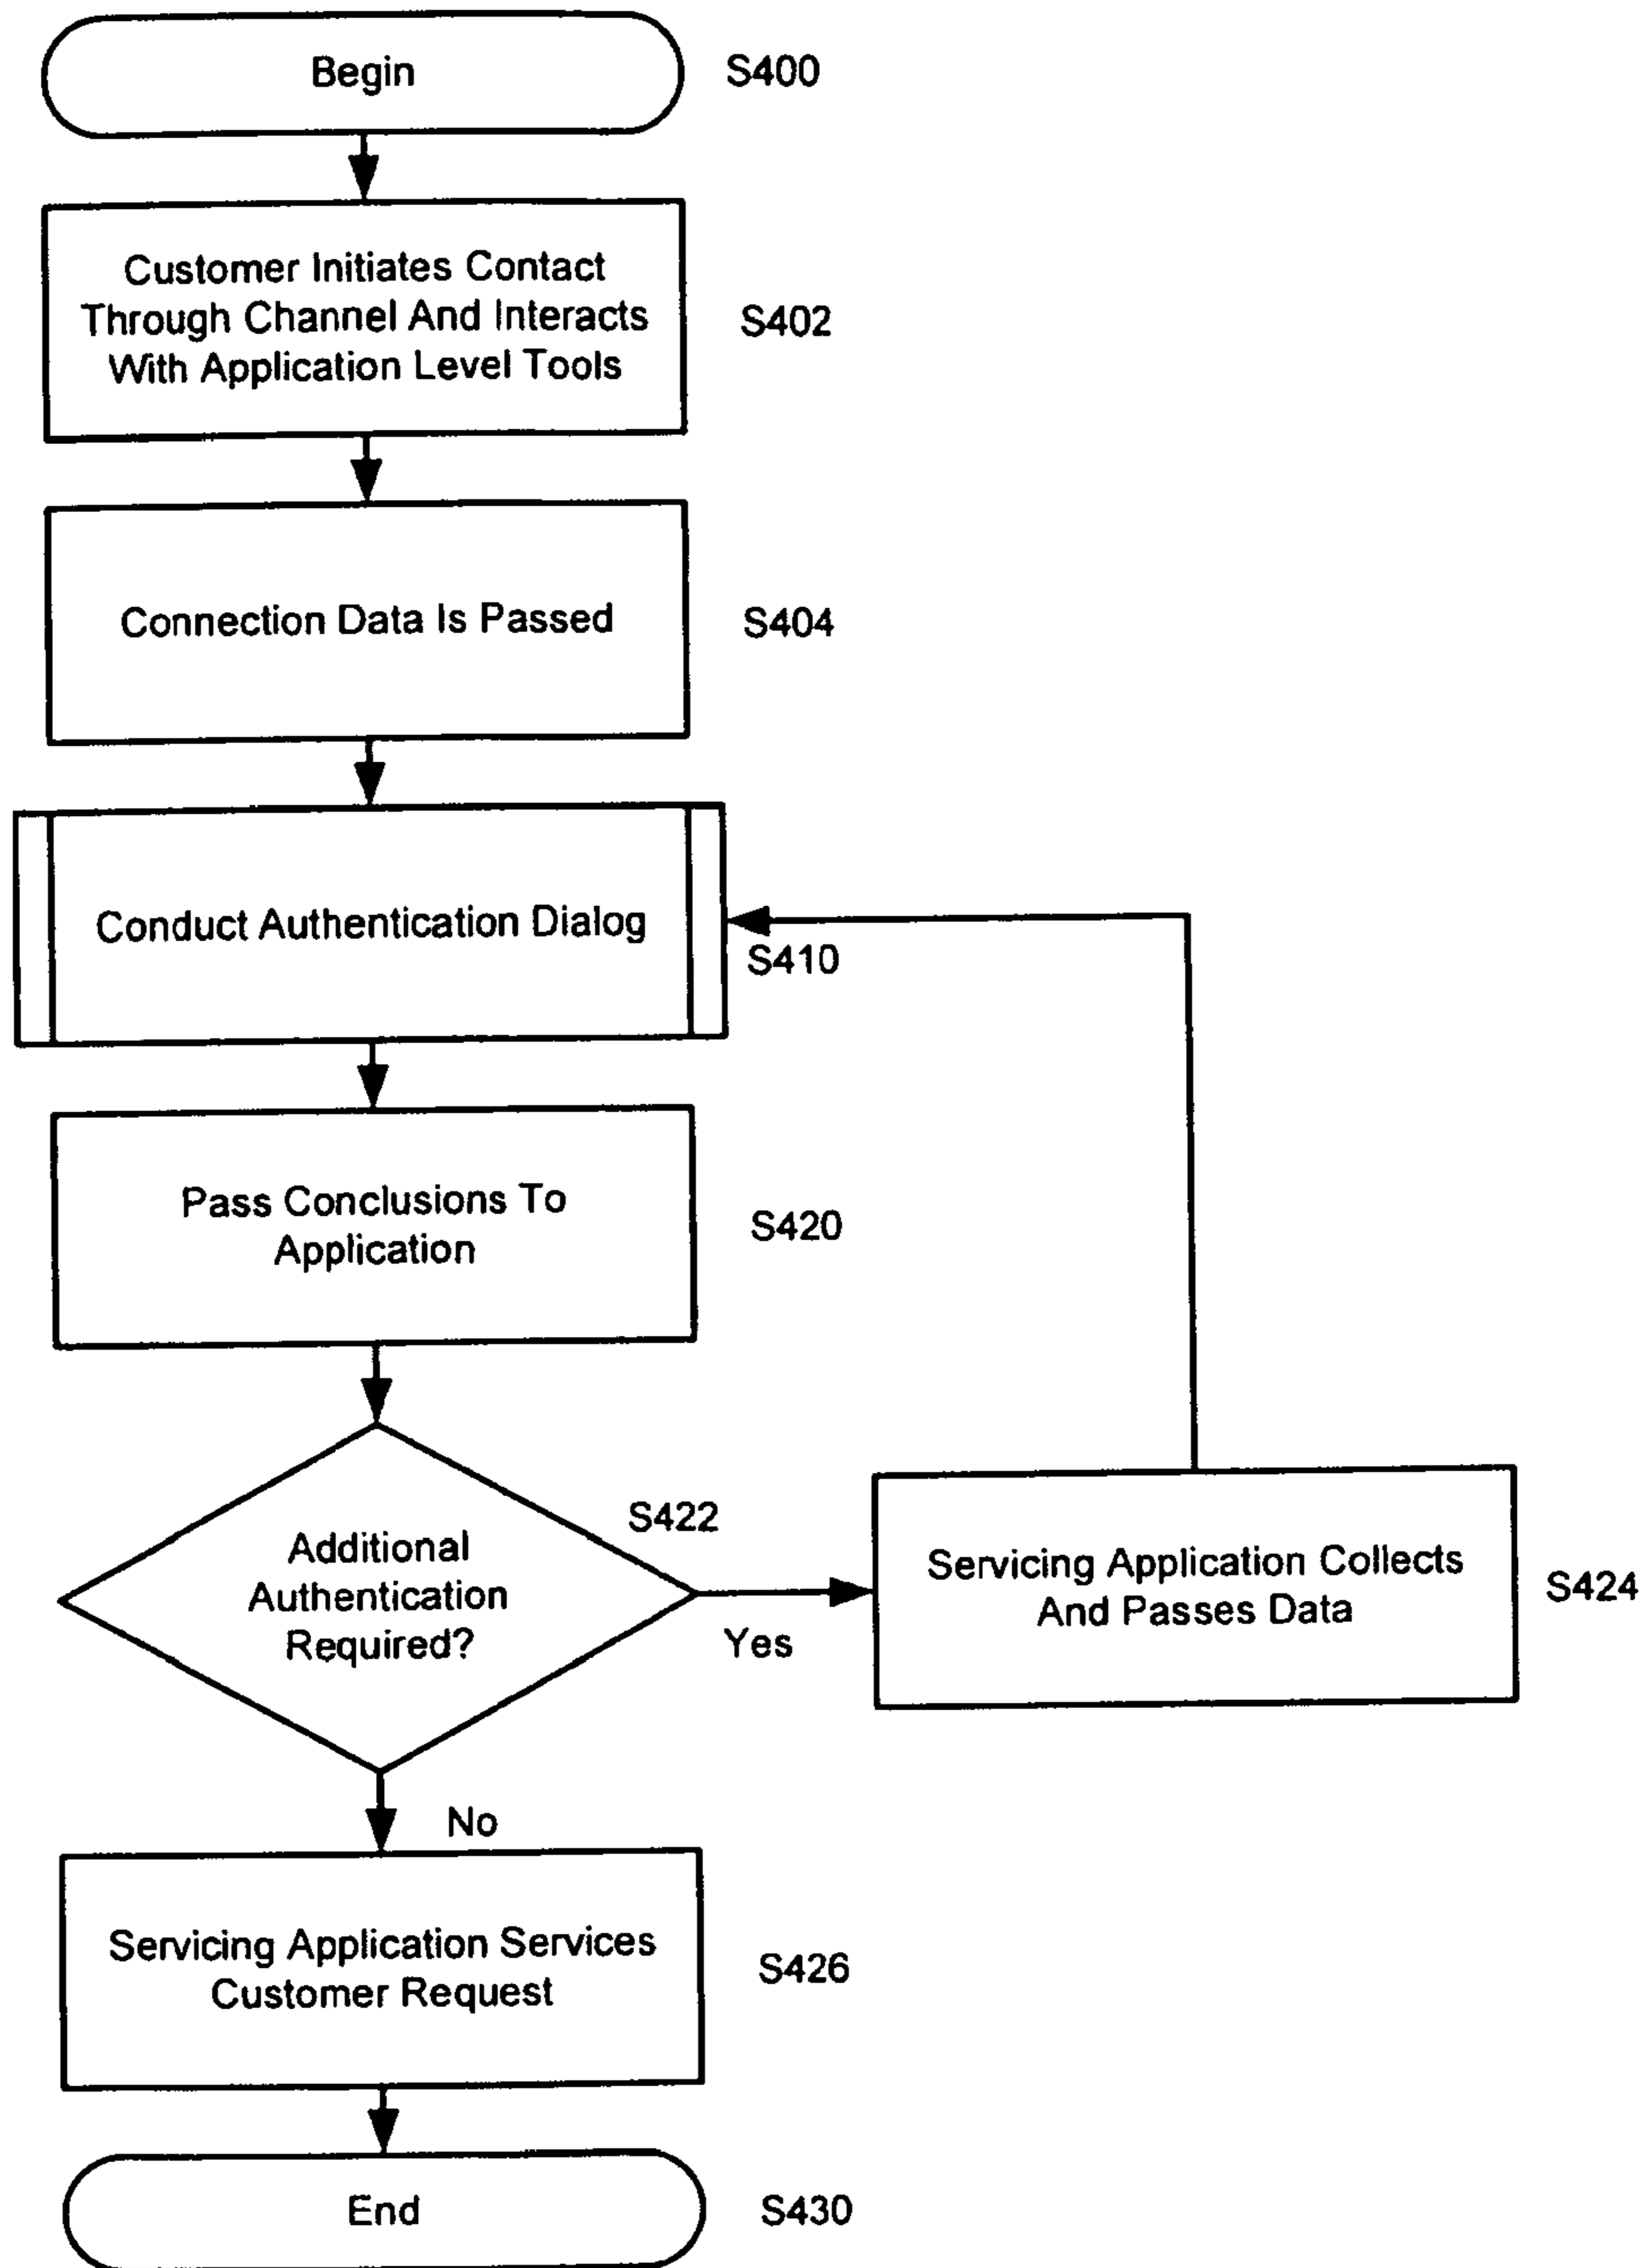 Begin
S400
Customer Initiates Contact
Through Channel And Interacts
With Application Level Tools
S402
Connection Data Is Passed
S404
Conduct Authentication Dialog
S410
Pass Conclusions To
Application
S420
Additional
Authentication
Required?
S422
Yes
Servicing Application Collects
And Passes Data
S424
No
Servicing Application Services
Customer Request
S426
End
S430